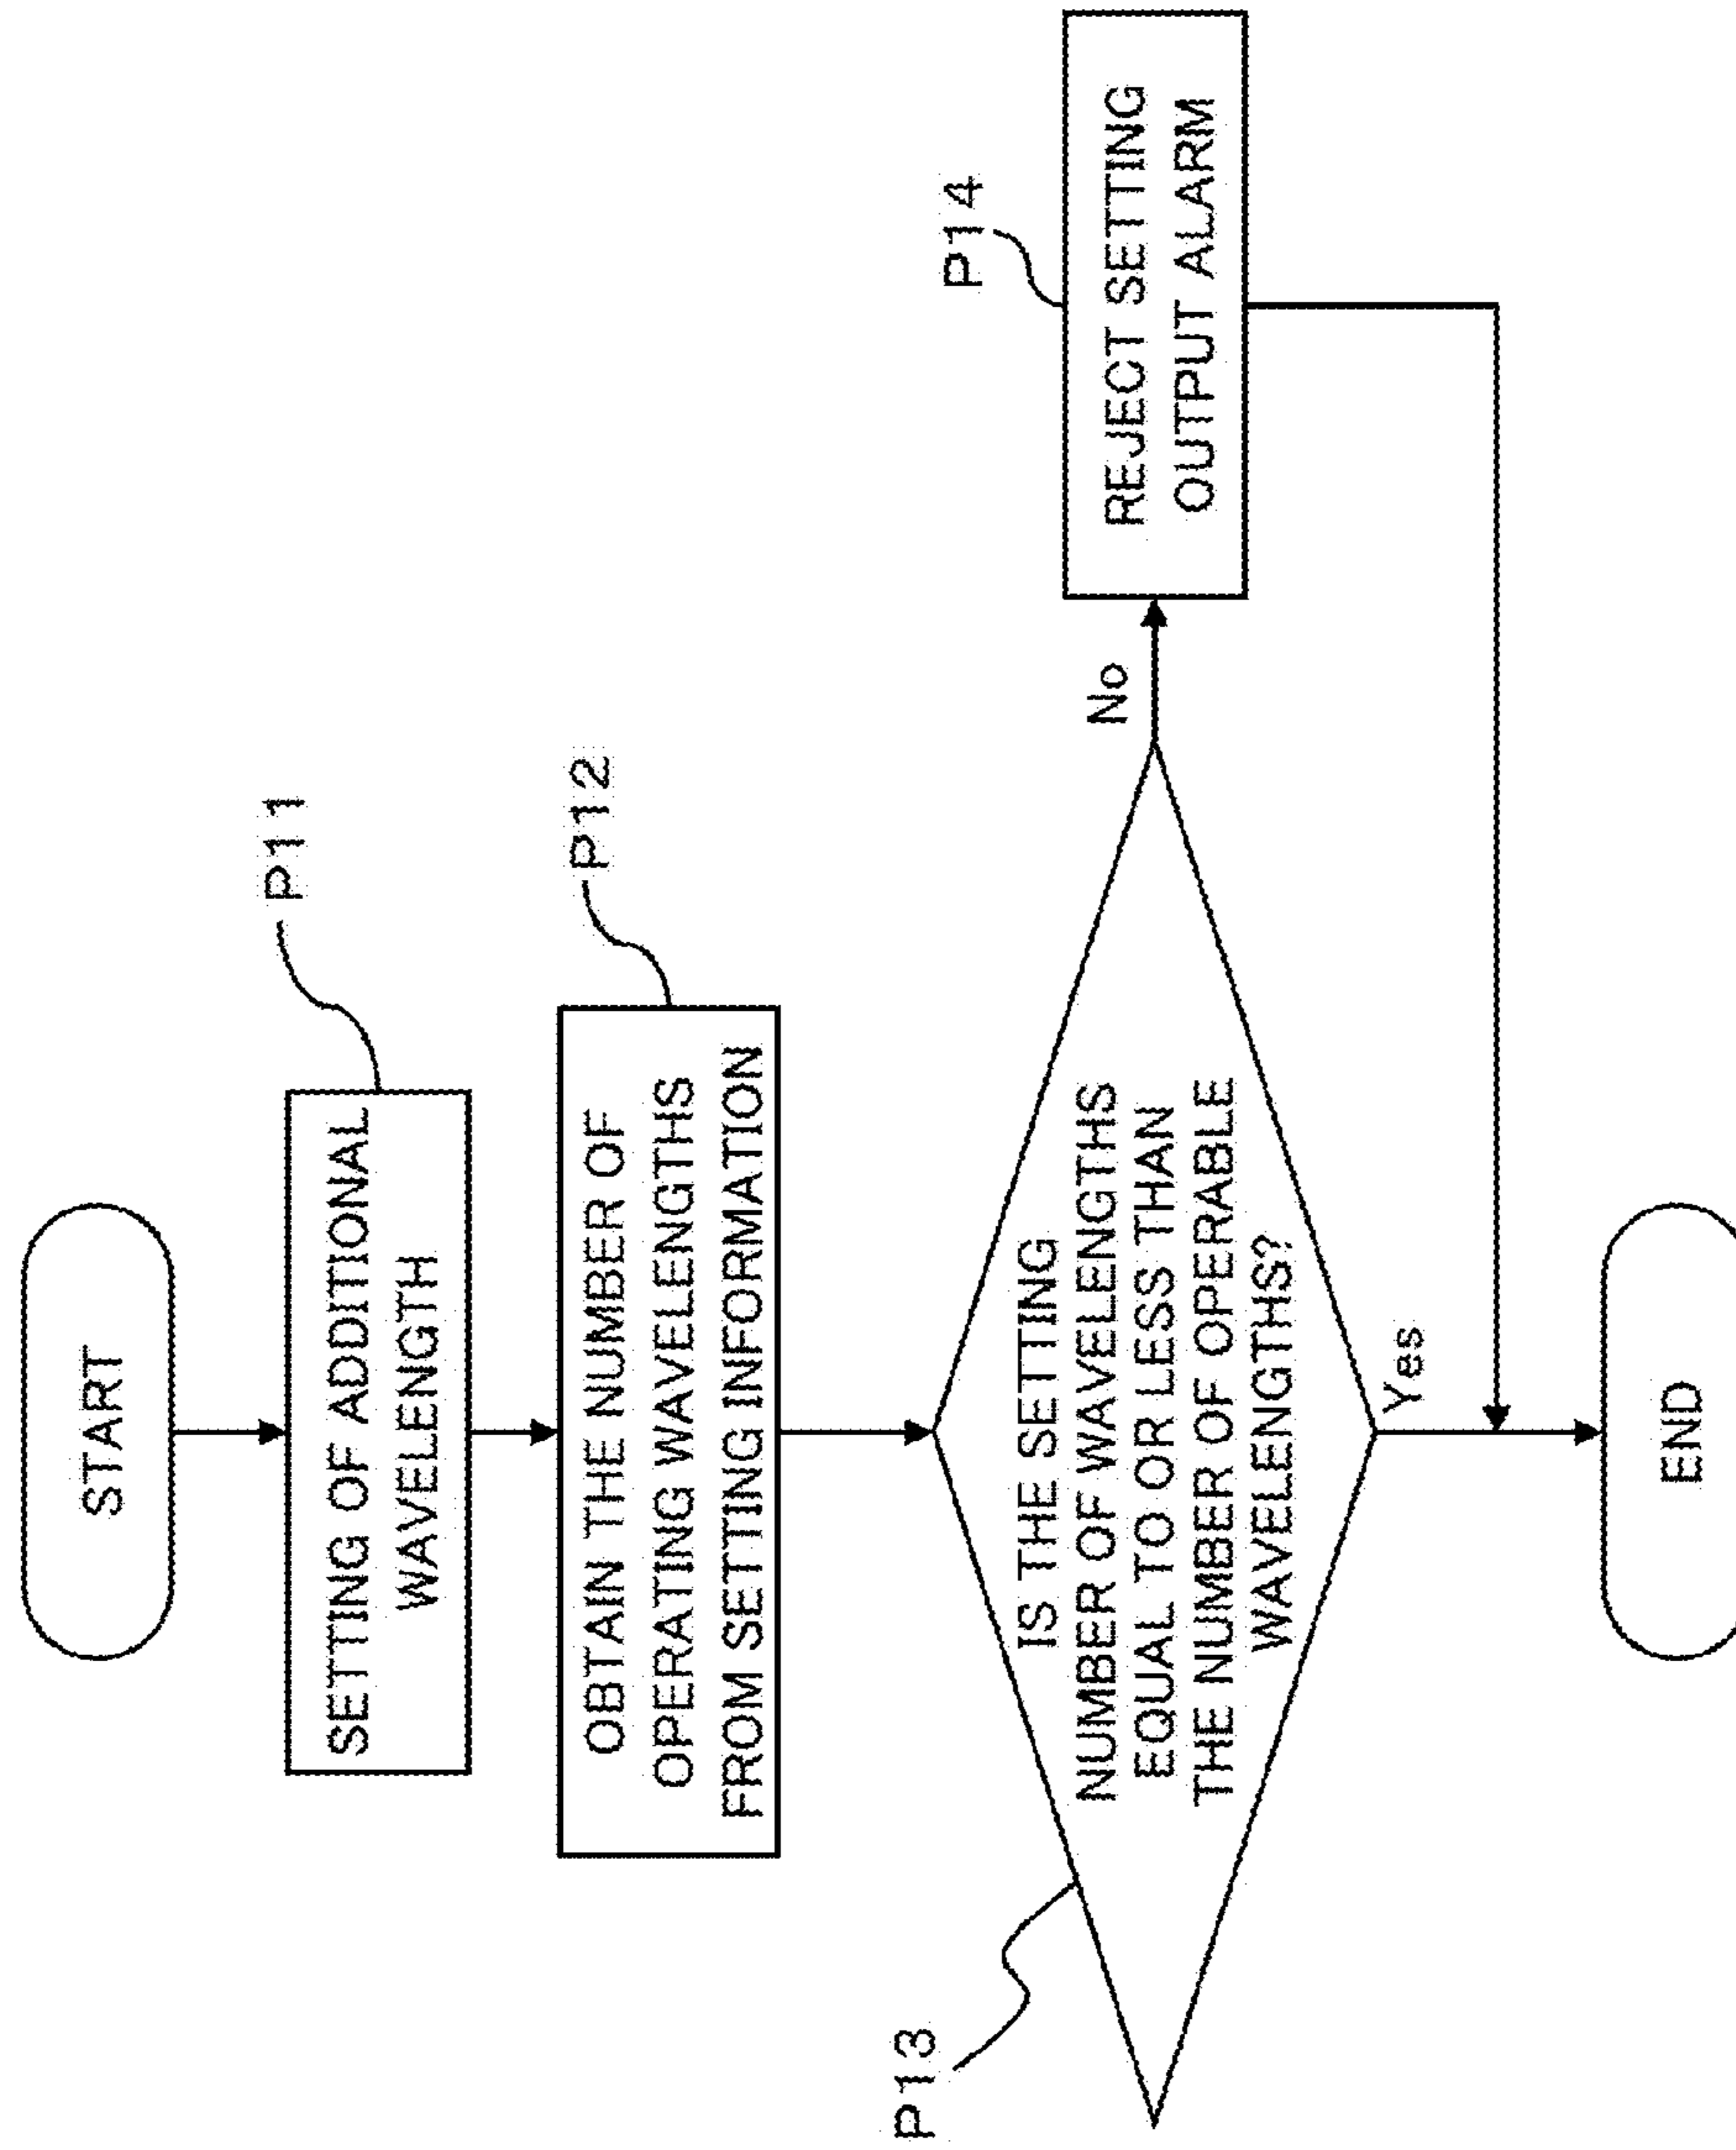 START
P11
SETTING OF ADDITIONAL
WAVELENGTH
P12
OBTAIN THE NUMBER OF
OPERATING WAVELENGTHS
FROM SETTING INFORMATION
P13
IS THE SETTING
NUMBER OF WAVELENGTHS
EQUAL TO OR LESS THAN
THE NUMBER OF OPERABLE
WAVELENGTHS?
No
P14
REJECT SETTING
OUTPUT ALARM
Yes
END